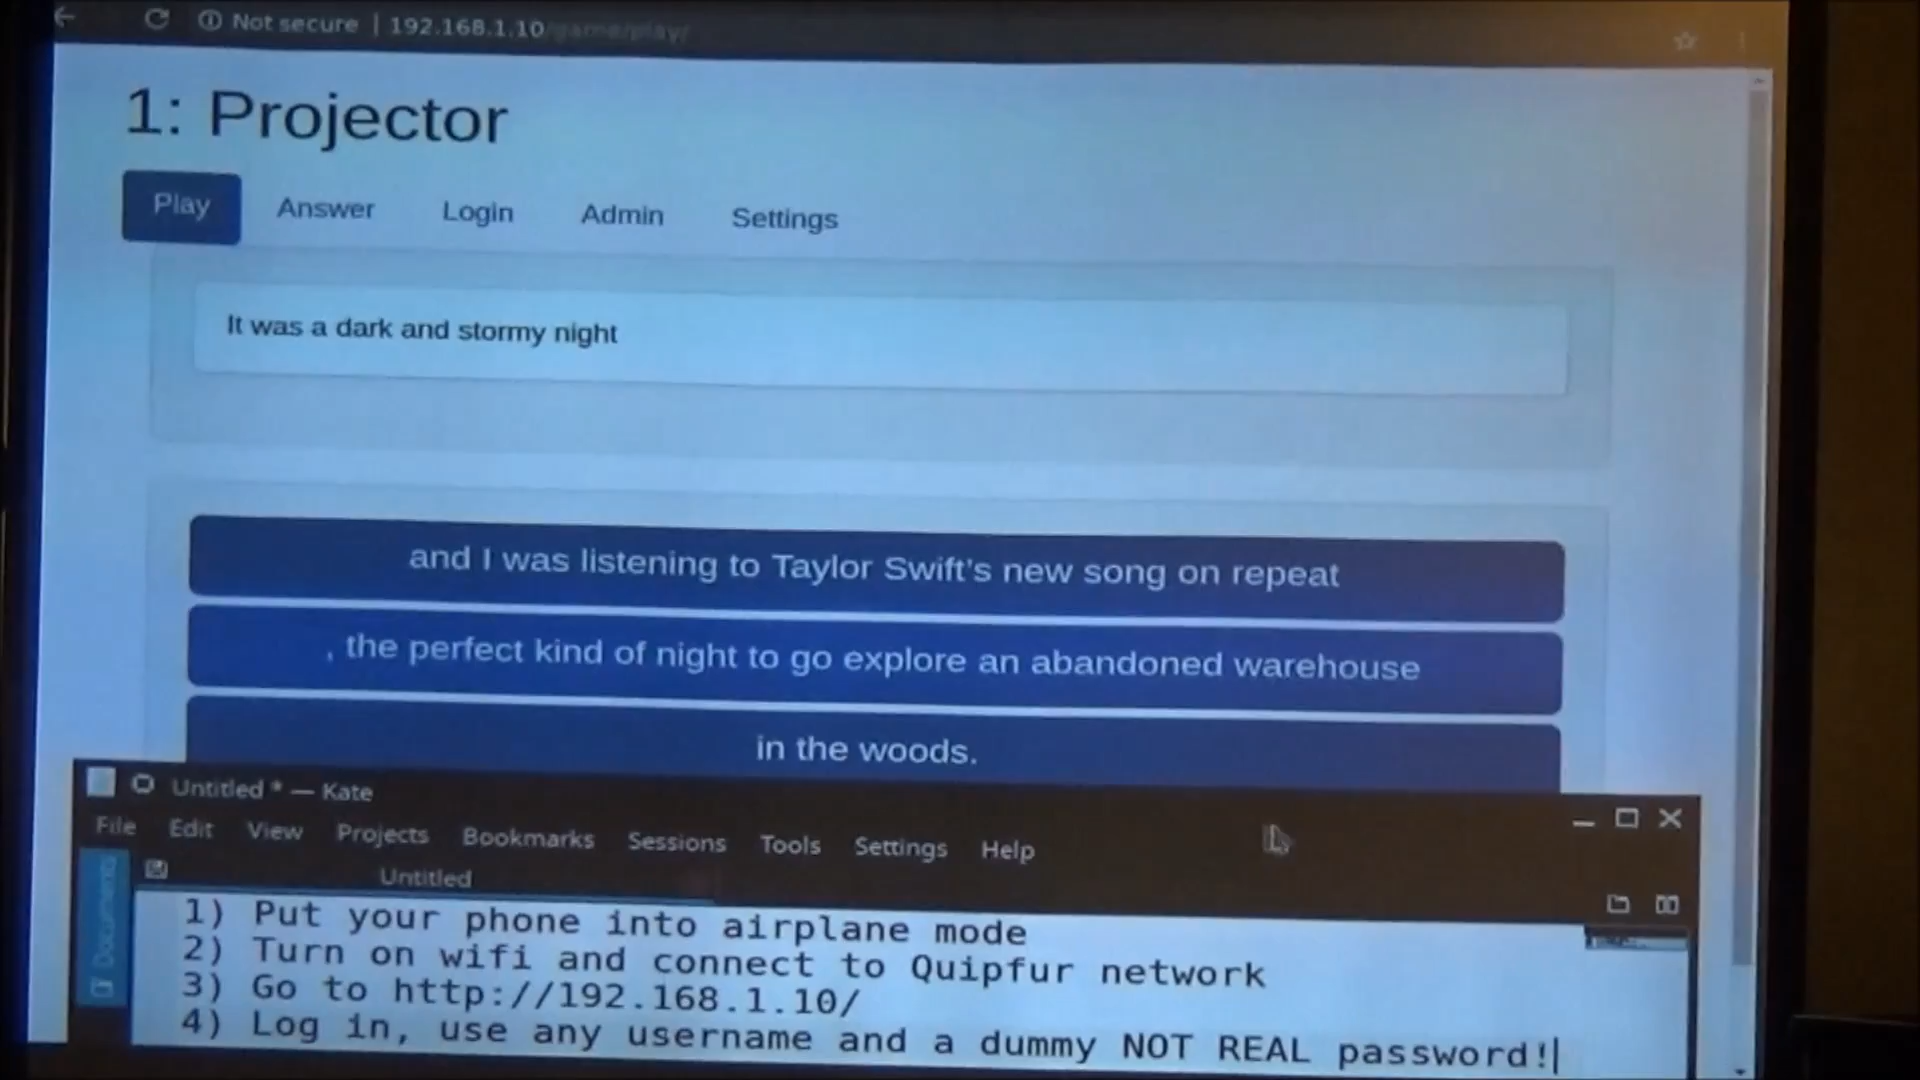 Not secure | 192.168.1.10/game/play/
1: Projector
Play Answer Login Admin Settings
It was a dark and stormy night
and I was listening to Taylor Swift's new song on repeat
, the perfect kind of night to go explore an abandoned warehouse
in the woods.
Untitled * — Kate
File Edit View Projects Bookmarks Sessions Tools Settings Help
Untitled
Documents
1) Put your phone into airplane mode
2) Turn on wifi and connect to Quipfur network
3) Go to http://192.168.1.10/
4) Log in, use any username and a dummy NOT REAL password!